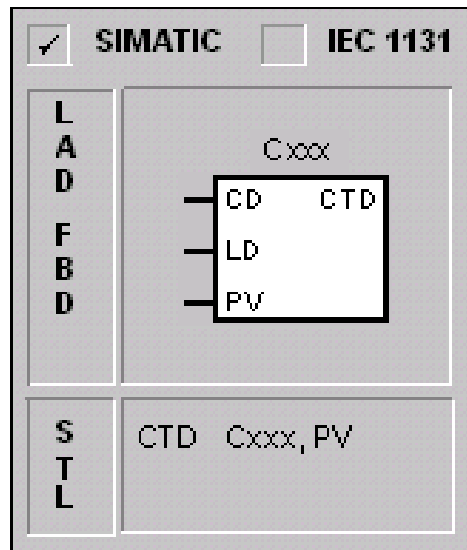 ✓ SIMATIC IEC 1131
L
A
D
F
B
D
Cxxx
CD CTD
LD
PV
S
T
L
CTD Cxxx, PV